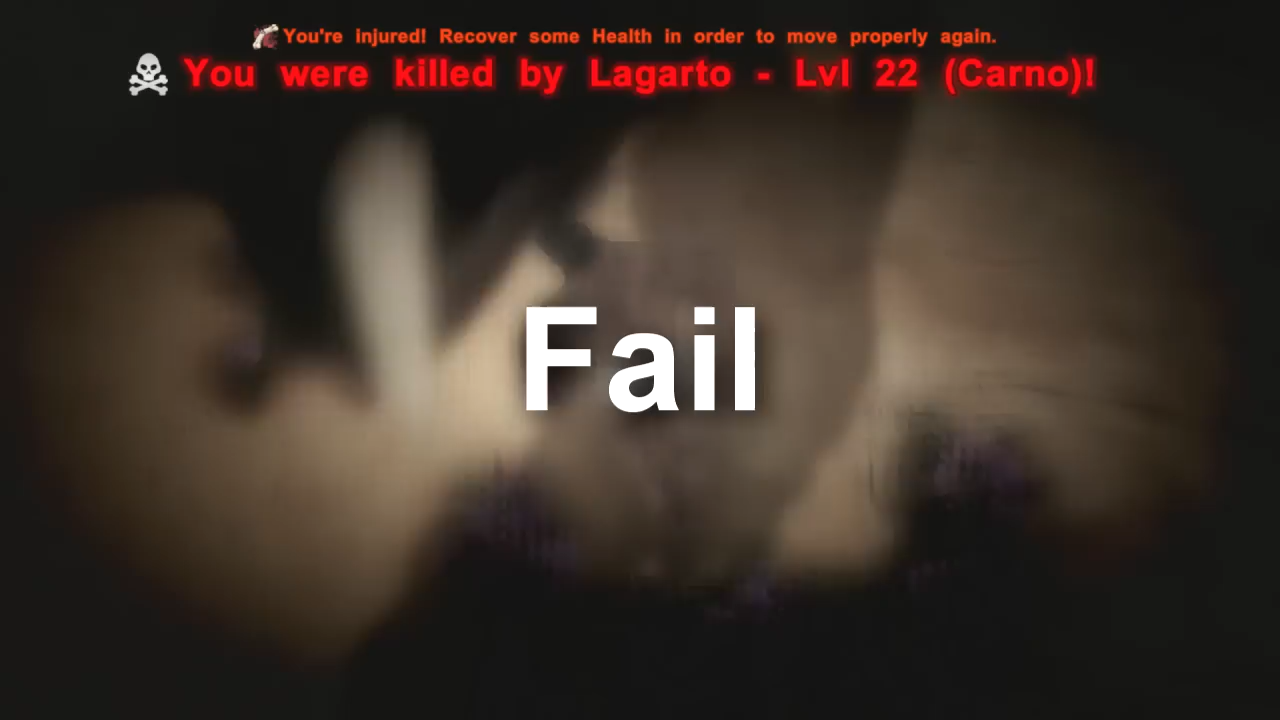 You're injured! Recover some Health in order to move properly again.
You were killed by Lagarto - Lvl 22 (Carno)!
Fail